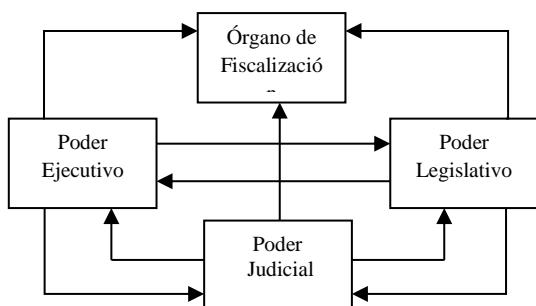 Órgano de
Fiscalizació
Poder
Ejecutivo
Poder
Legislativo
Poder
Judicial